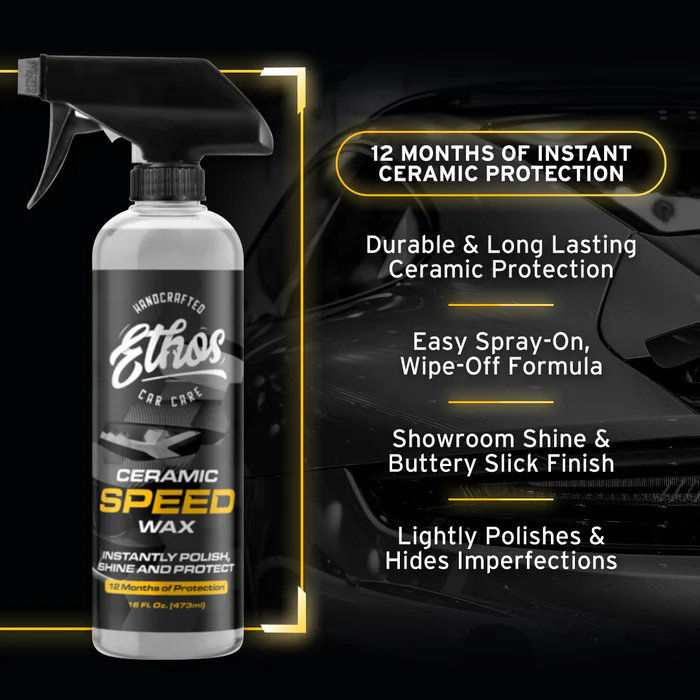 HANDCRAFTED
Ethos
CAR CARE
CERAMIC
SPEED
WAX
INSTANTLY POLISH,
SHINE AND PROTECT
12 Months of Protection
16 Fl. Oz. (473ml)
12 MONTHS OF INSTANT
CERAMIC PROTECTION
Durable & Long Lasting
Ceramic Protection
Easy Spray-On,
Wipe-Off Formula
Showroom Shine &
Buttery Slick Finish
Lightly Polishes &
Hides Imperfections